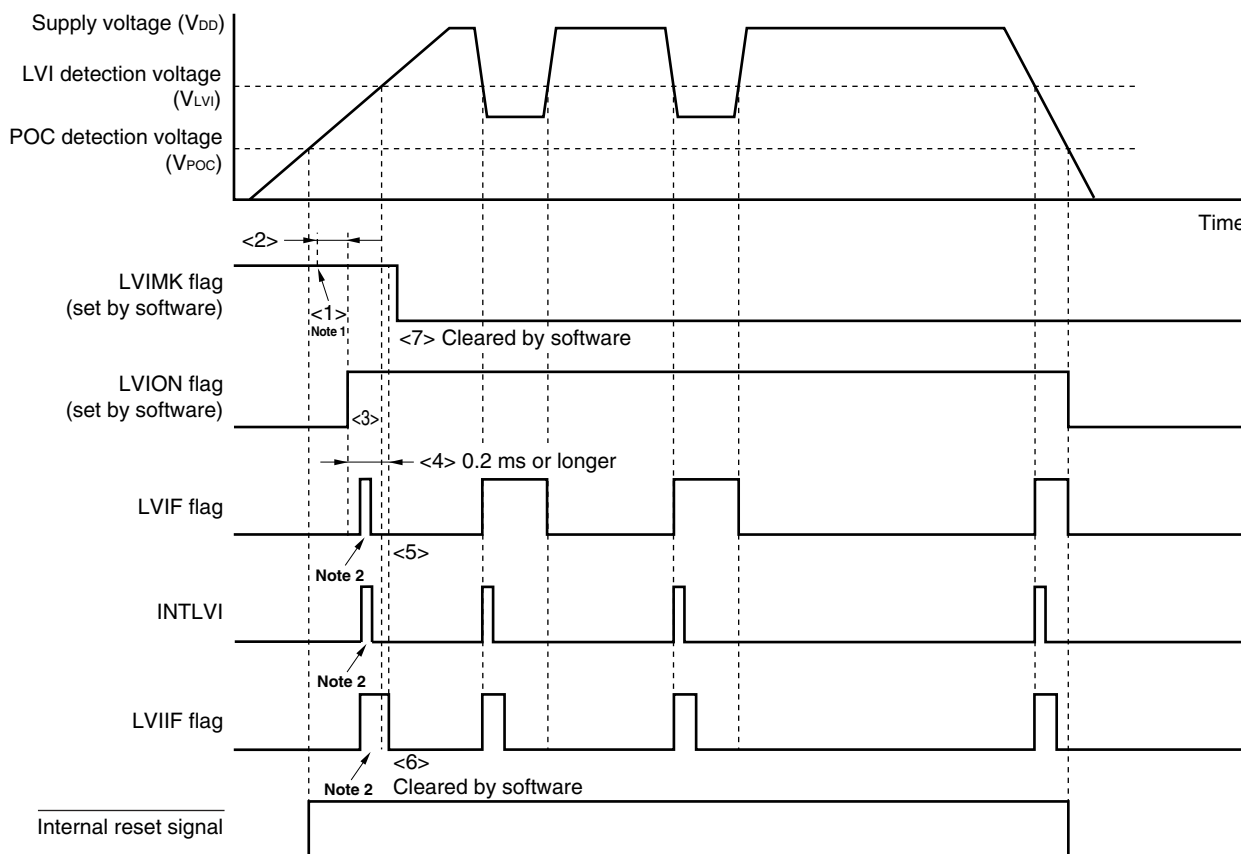 Supply voltage (VDD)
LVI detection voltage
(VLVI)
POC detection voltage
(VPOC)
Time
<2>
LVIMK flag
(set by software)
<1>
Note 1
<7> Cleared by software
LVION flag
(set by software)
<3>
<4> 0.2 ms or longer
LVIF flag
<5>
Note 2
INTLVI
Note 2
LVIIF flag
<6>
Note 2
Cleared by software
Internal reset signal